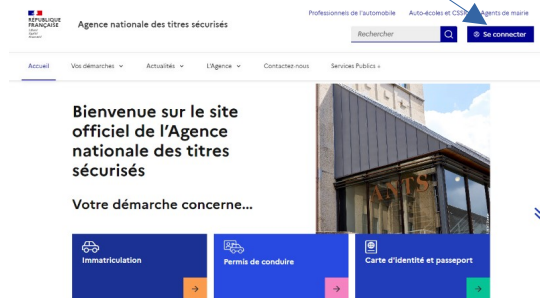 RÉPUBLIQUE
FRANÇAISE
Agence nationale des titres sécurisés
Professionnels de l'automobile Auto-écoles et CSSR Agents de mairie
Rechercher
Se connecter
Accueil Vos démarches Actualités L'Agence Contactez-nous Services Publics +
Bienvenue sur le site
officiel de l'Agence
nationale des titres
sécurisés
Votre démarche concerne...
ANTS
Immatriculation
Permis de conduire
Carte d'identité et passeport